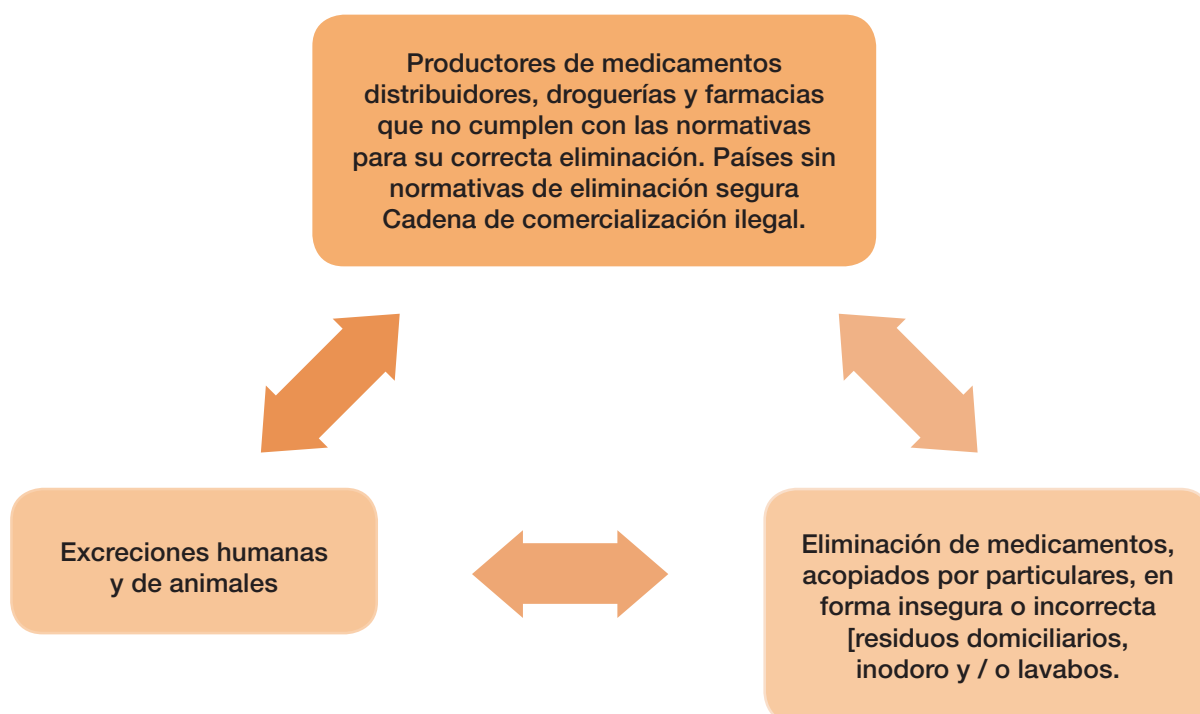 Productores de medicamentos
distribuidores, droguerías y farmacias
que no cumplen con las normativas
para su correcta eliminación. Países sin
normativas de eliminación segura
Cadena de comercialización ilegal.
Excreciones humanas
y de animales
Eliminación de medicamentos,
acopiados por particulares, en
forma insegura o incorrecta
[residuos domiciliarios,
inodoro y / o lavabos.